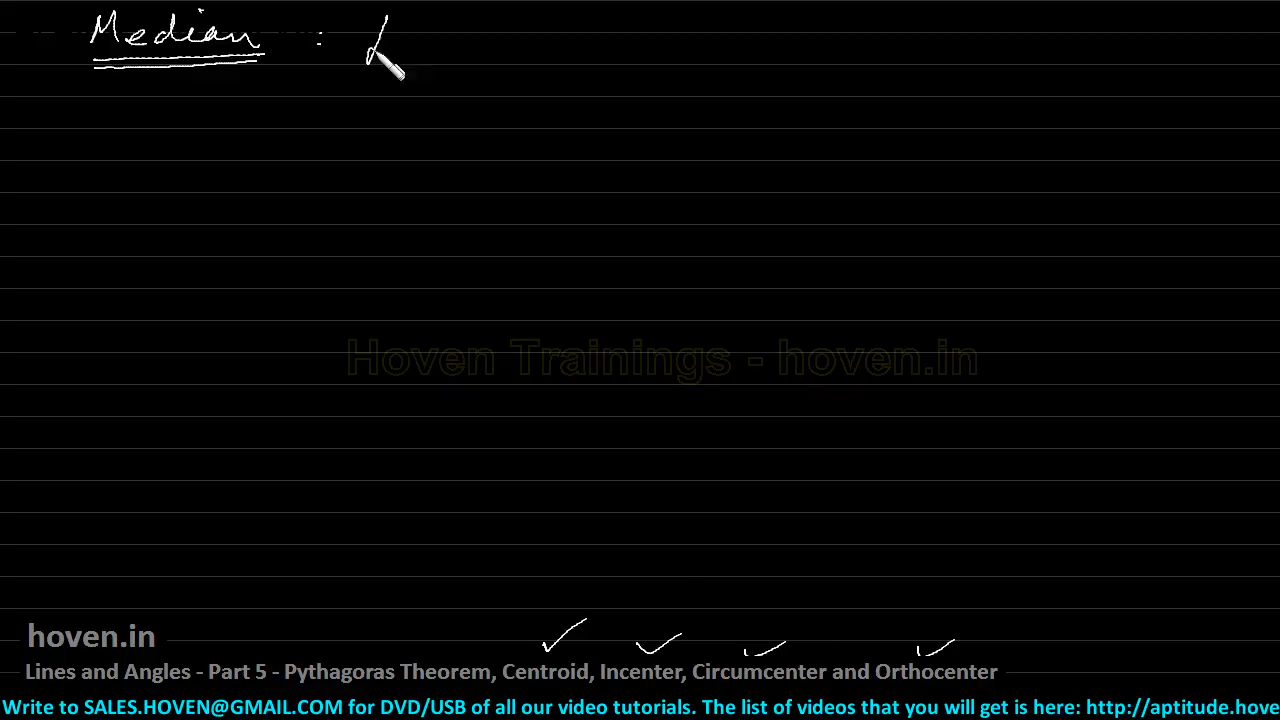 Median :
Hoven Trainings - hoven.in
hoven.in
Lines and Angles - Part 5 - Pythagoras Theorem, Centroid, Incenter, Circumcenter and Orthocenter
Write to SALES.HOVEN@GMAIL.COM for DVD/USB of all our video tutorials. The list of videos that you will get is here: http://aptitude.hove